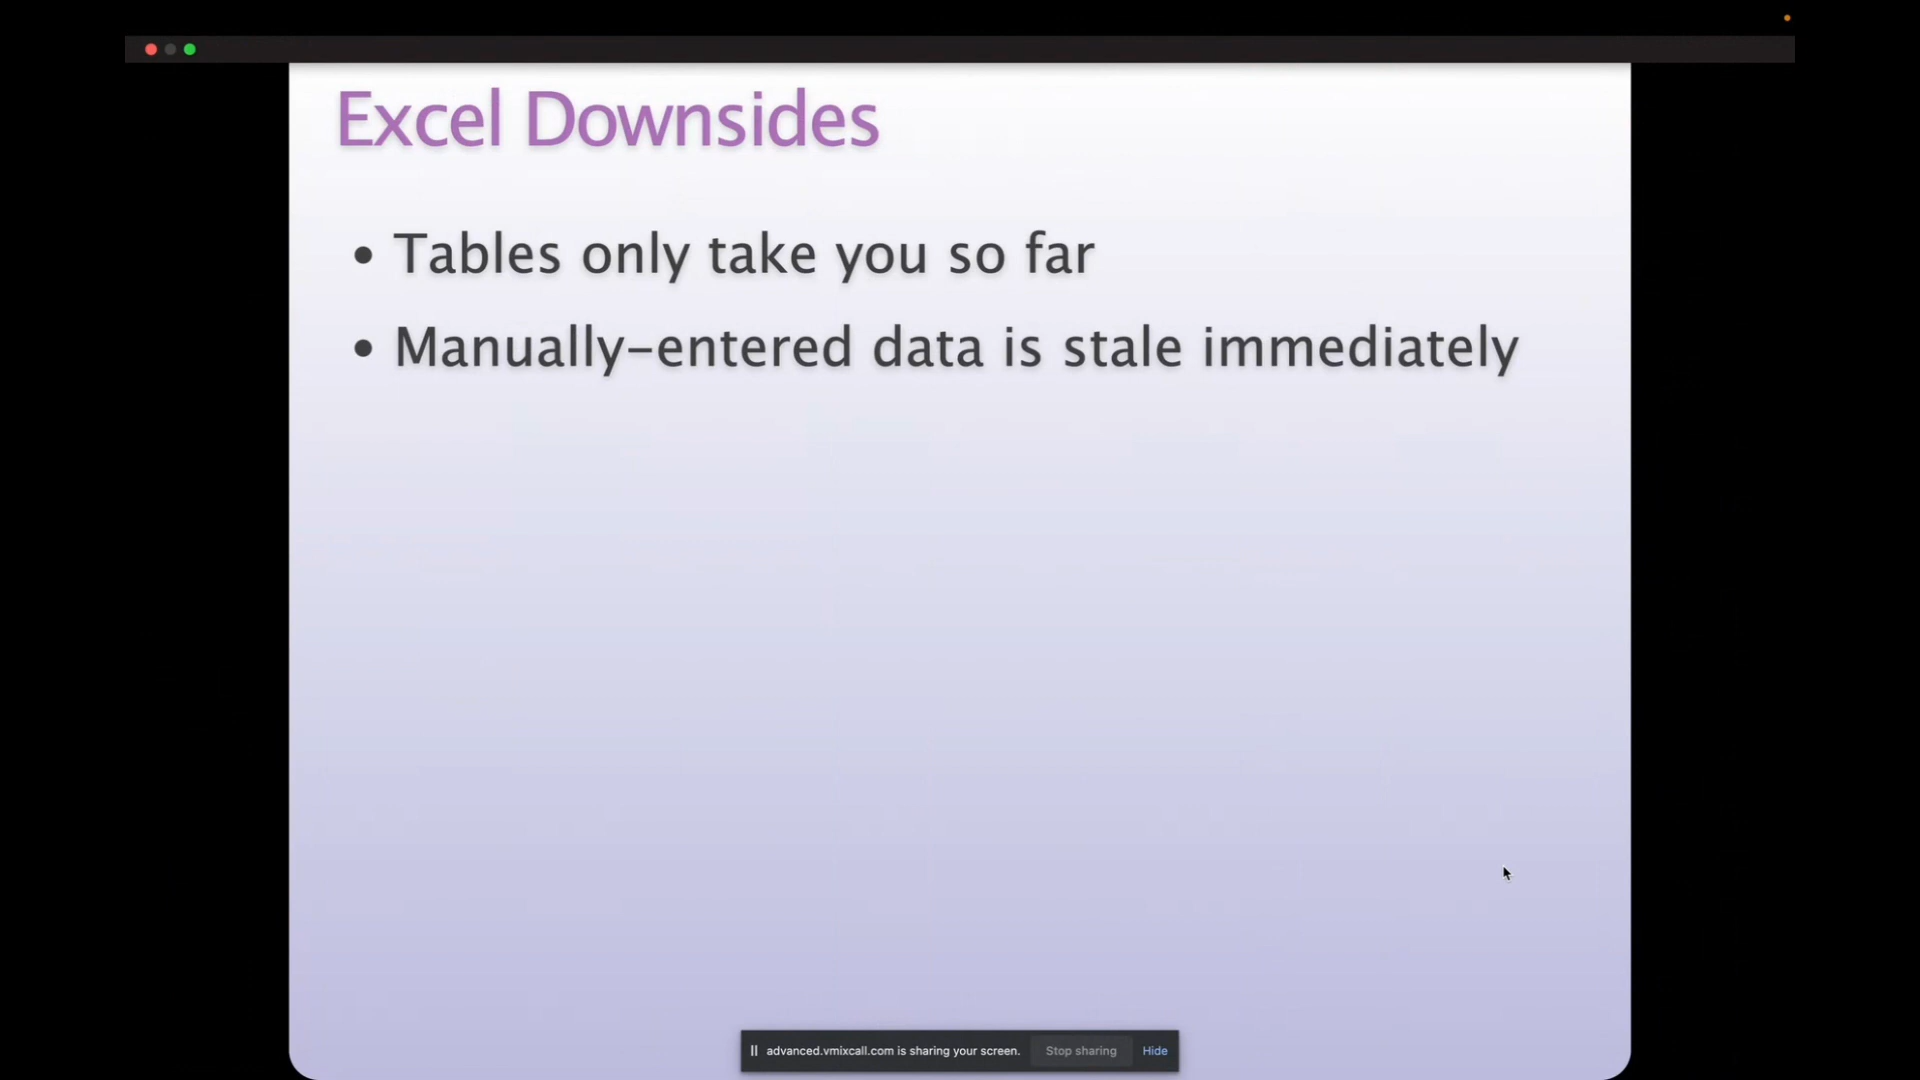 Excel Downsides
• Tables only take you so far
• Manually-entered data is stale immediately
advanced.vmixcall.com is sharing your screen. Stop sharing Hide